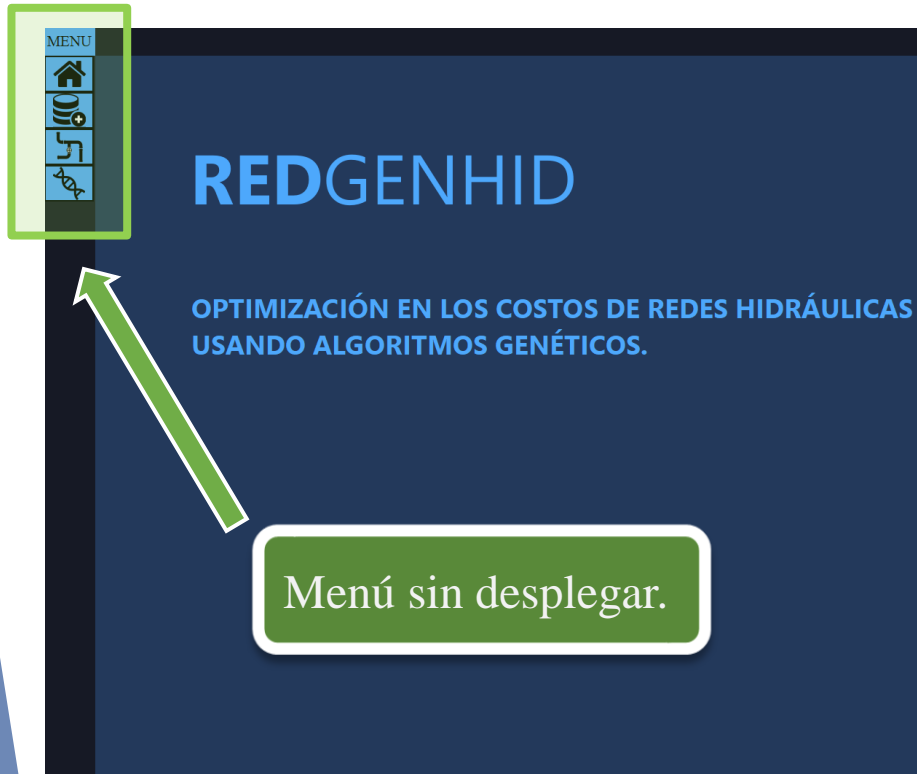 MENU
REDGENHID
OPTIMIZACIÓN EN LOS COSTOS DE REDES HIDRÁULICAS
USANDO ALGORITMOS GENÉTICOS.
Menú sin desplegar.